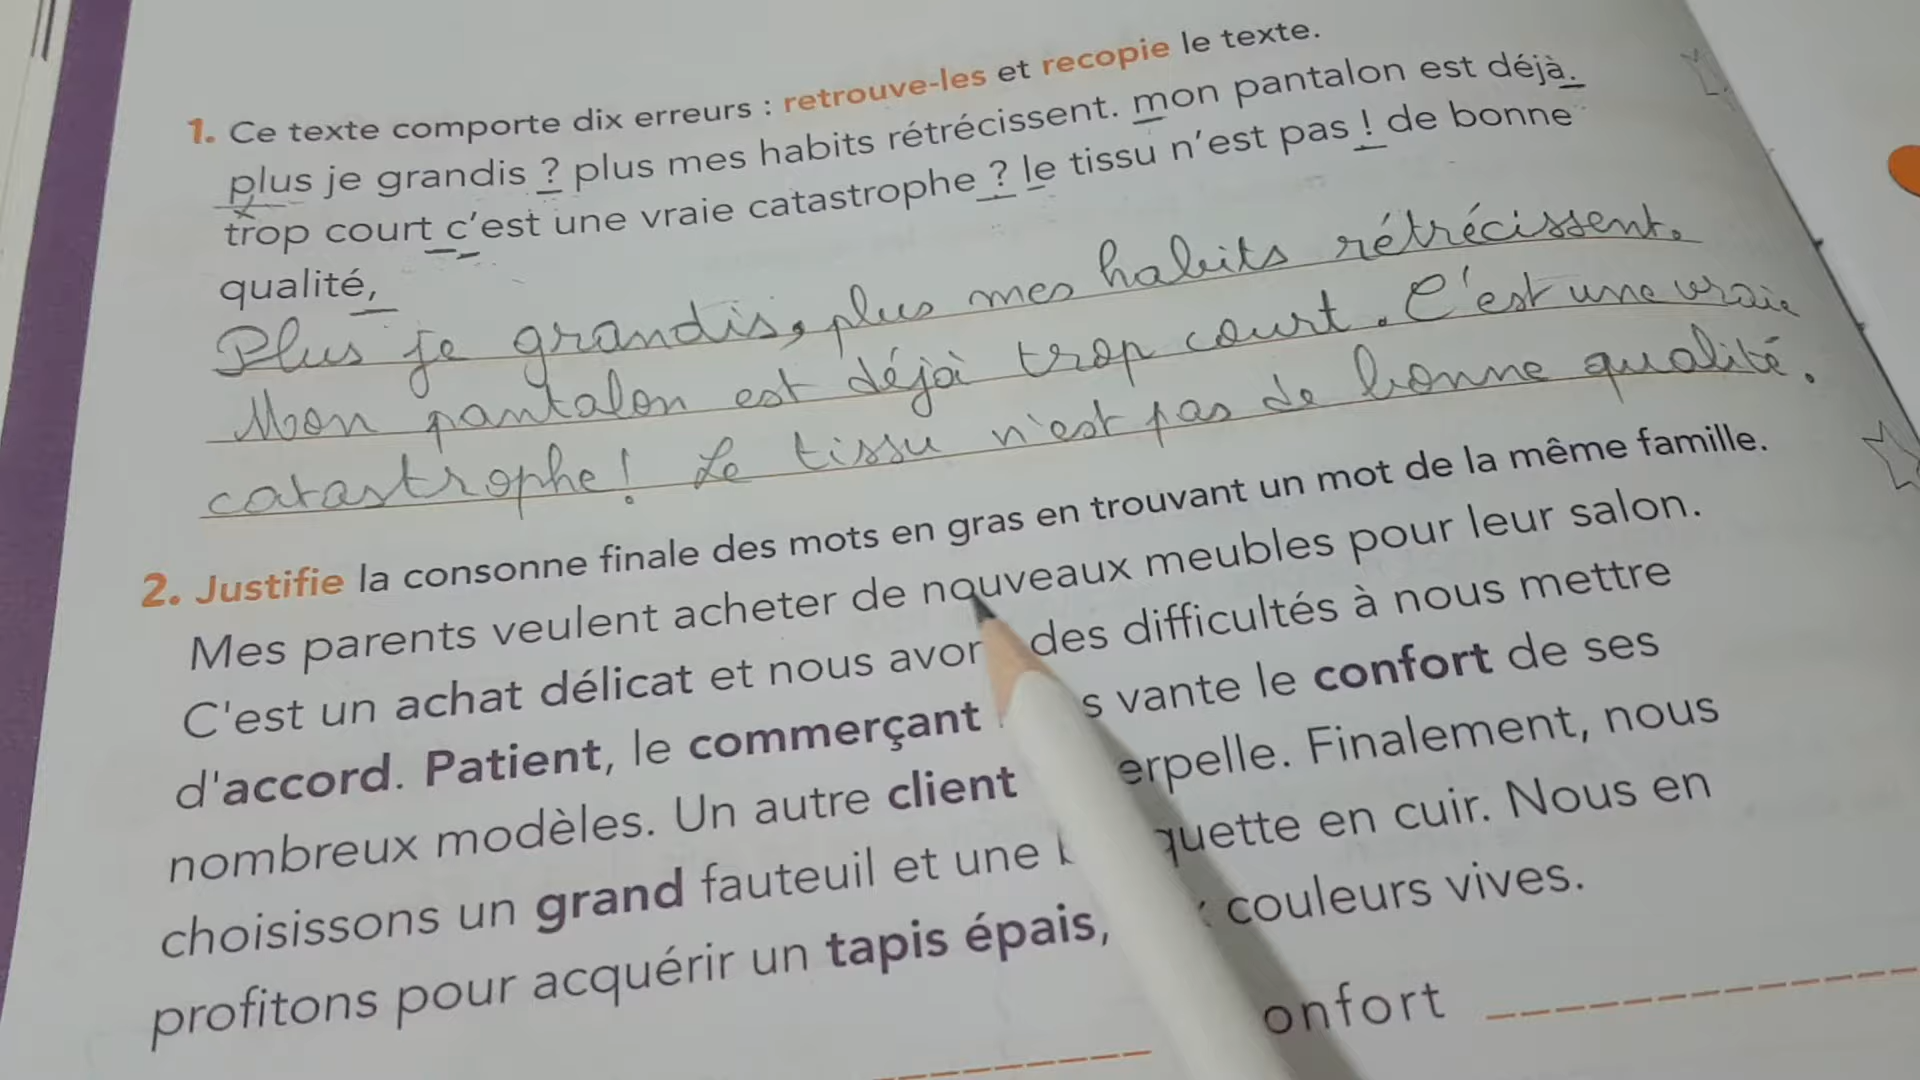 1. Ce texte comporte dix erreurs : retrouve-les et recopie le texte.
plus je grandis ? plus mes habits rétrécissent. mon pantalon est déjà.
trop court c'est une vraie catastrophe ? le tissu n'est pas ! de bonne
qualité,
Plus je grandis, plus mes habits rétrécissent.
Mon pantalon est déjà trop court. C'est une vraie
catastrophe ! Le tissu n'est pas de bonne qualité.
2. Justifie la consonne finale des mots en gras en trouvant un mot de la même famille.
Mes parents veulent acheter de nouveaux meubles pour leur salon.
C'est un achat délicat et nous avon des difficultés à nous mettre
d'accord. Patient, le commerçant s vante le confort de ses
nombreux modèles. Un autre client erpelle. Finalement, nous
choisissons un grand fauteuil et une quette en cuir. Nous en
profitons pour acquérir un tapis épais, couleurs vives.
onfort